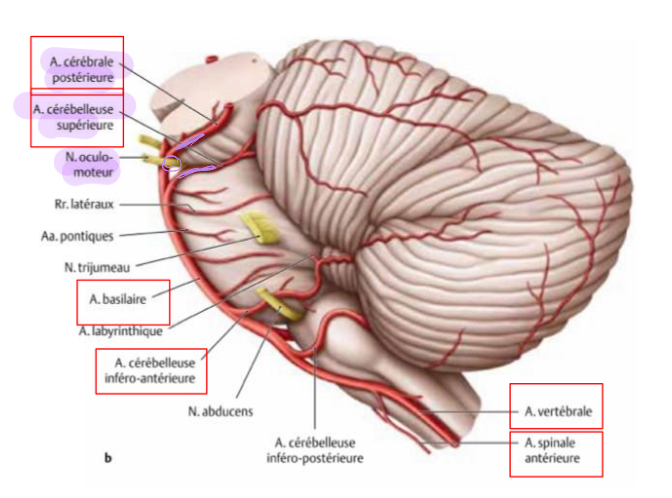 A. cérébrale
postérieure
A. cérébelleuse
supérieure
N. oculo-
moteur
Rr. latéraux
Aa. pontiques
N. trijumeau
A. basilaire
A. labyrinthique
A. cérébelleuse
inféro-antérieure
N. abducens
A. cérébelleuse
inféro-postérieure
A. vertébrale
A. spinale
antérieure
b